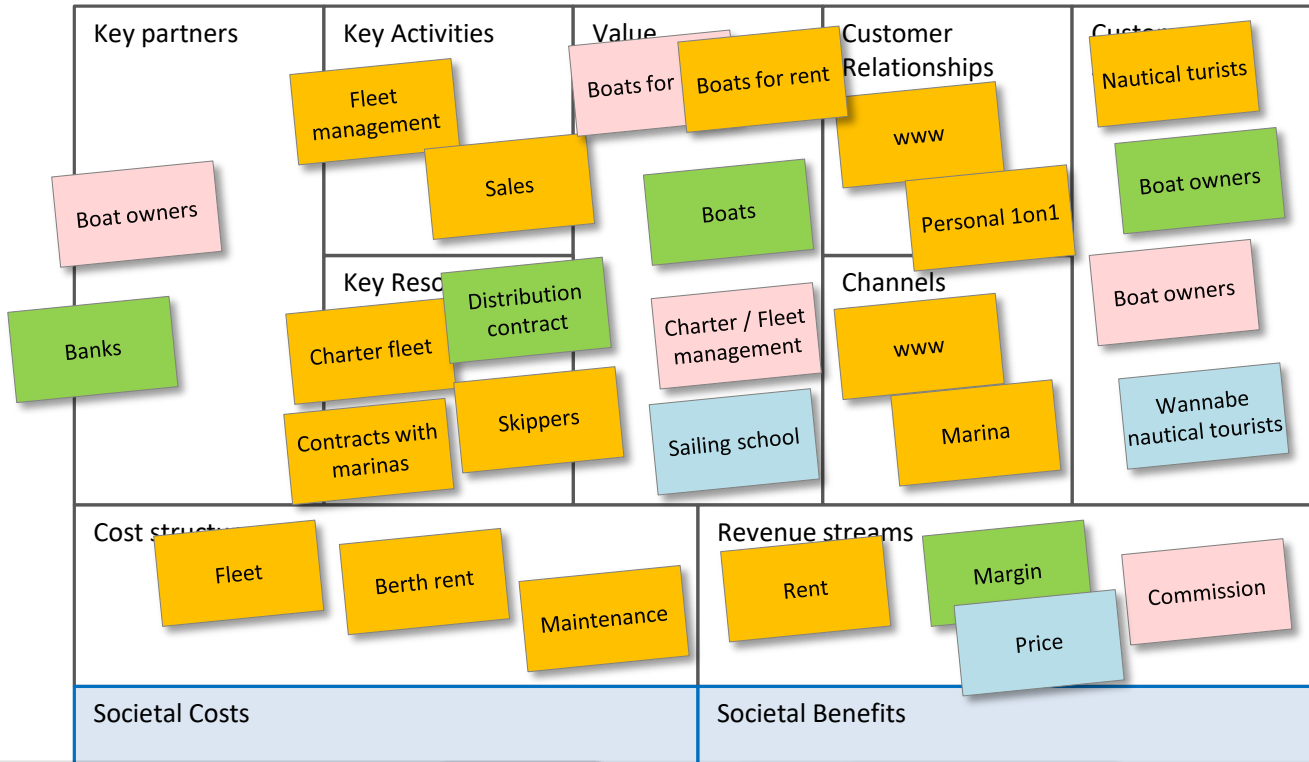 Key partners
Boat owners
Banks
Key Activities
Fleet
management
Sales
Key Reso
Charter fleet
Distribution
contract
Contracts with
marinas
Skippers
Value
Boats for
Boats for rent
Boats
Charter / Fleet
management
Sailing school
Customer
Relationships
www
Personal 1on1
Channels
www
Marina
Nautical turists
Boat owners
Boat owners
Wannabe
nautical tourists
Cost structu
Fleet
Berth rent
Maintenance
Revenue streams
Rent
Margin
Price
Commission
Societal Costs
Societal Benefits